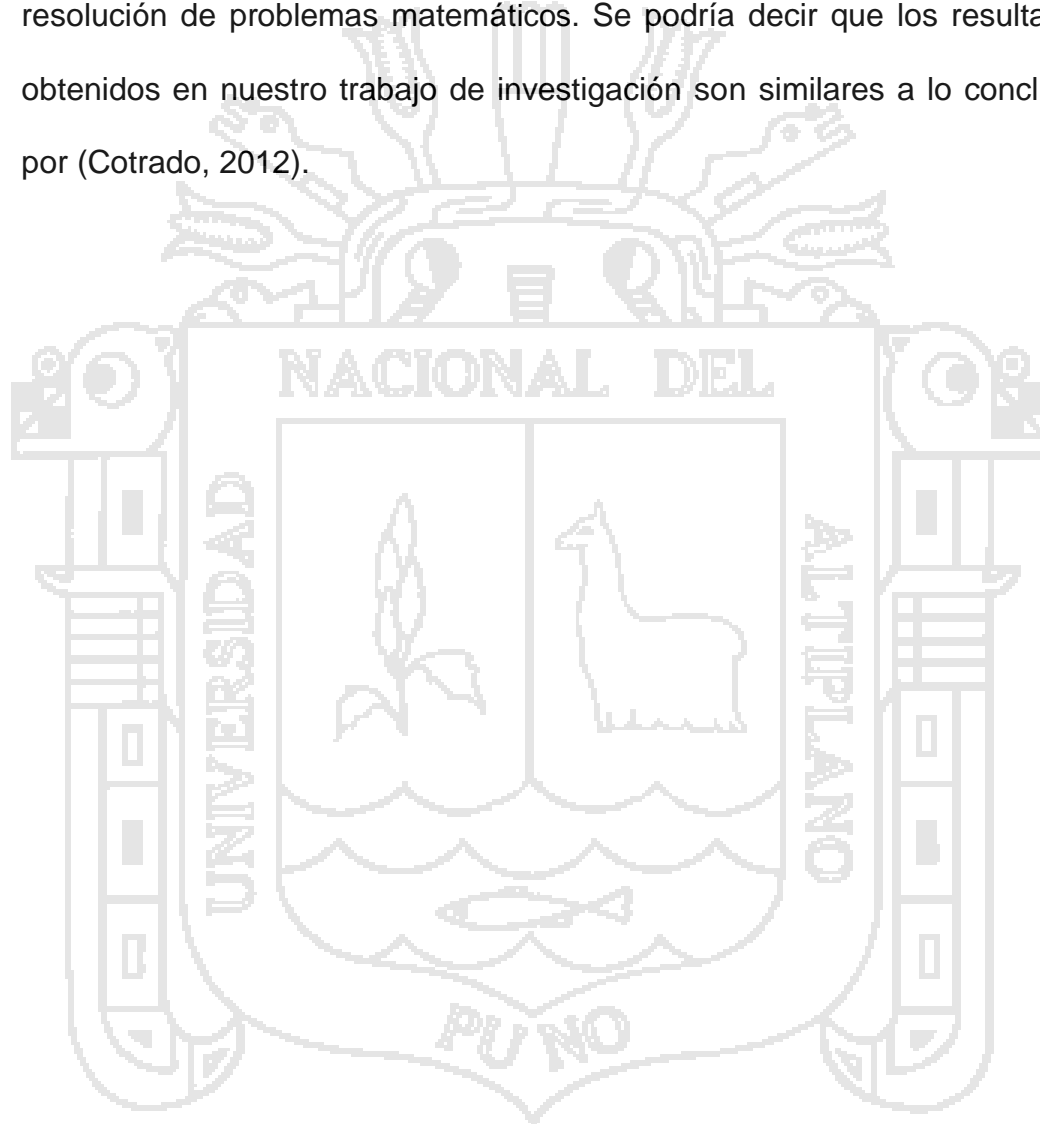 resolución de problemas matemáticos. Se podría decir que los resulta
obtenidos en nuestro trabajo de investigación son similares a lo concl
por (Cotrado, 2012).
NACIONAL DEL
UNIVERSIDAD
ALTIPLANO
PUNO